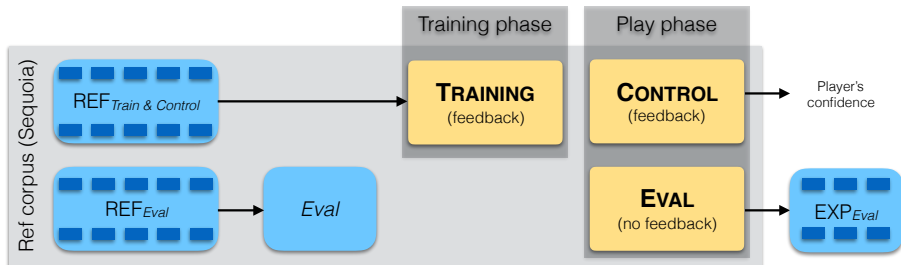 Training phase
Play phase
Ref corpus (Sequoia)
REFTrain & Control
TRAINING
(feedback)
CONTROL
(feedback)
Player's
confidence
REFEval
Eval
EVAL
(no feedback)
EXPEval